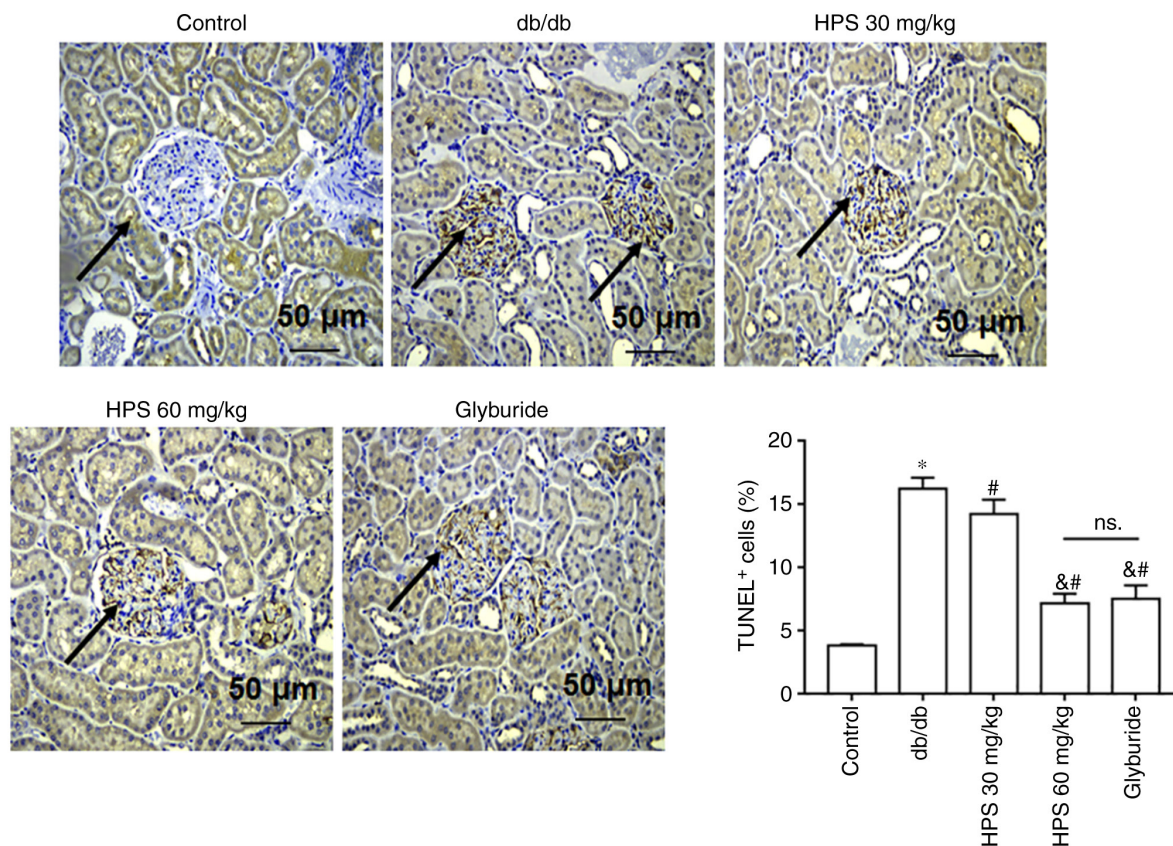 Control
db/db
HPS 30 mg/kg
50 µm
50 µm
50 µm
HPS 60 mg/kg
Glyburide
50 µm
50 µm
TUNEL⁺ cells (%)
20
15
10
5
0
*
#
&#
&#
ns.
Control
db/db
HPS 30 mg/kg
HPS 60 mg/kg
Glyburide